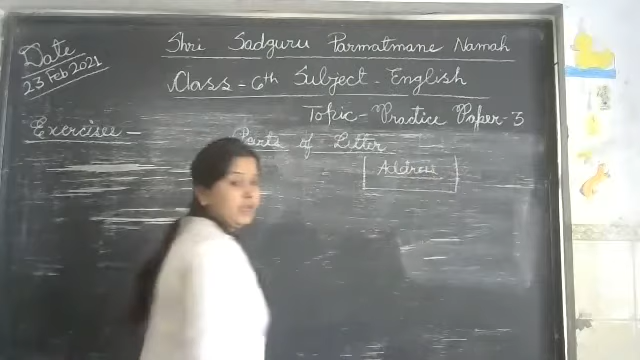 Shri Sadguru Parmatmane Namah
Date
23 Feb 2021
Class - 6th Subject - English
Topic - Practice Paper - 3
Exercises -
Parts of Letter
Address